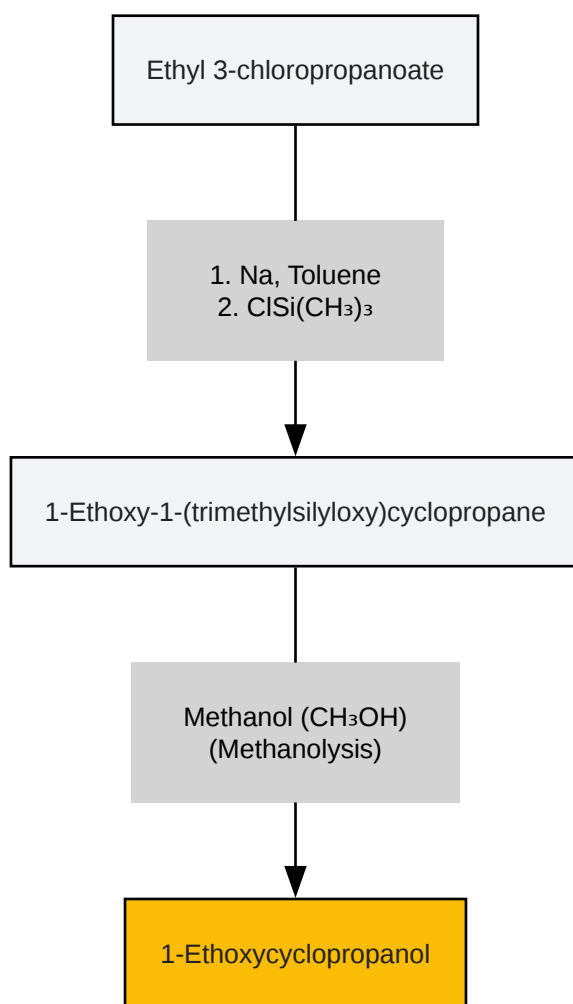 Ethyl 3-chloropropanoate
1. Na, Toluene
2. ClSi(CH₃)₃
1-Ethoxy-1-(trimethylsilyloxy)cyclopropane
Methanol (CH₃OH)
(Methanolysis)
1-Ethoxycyclopropanol